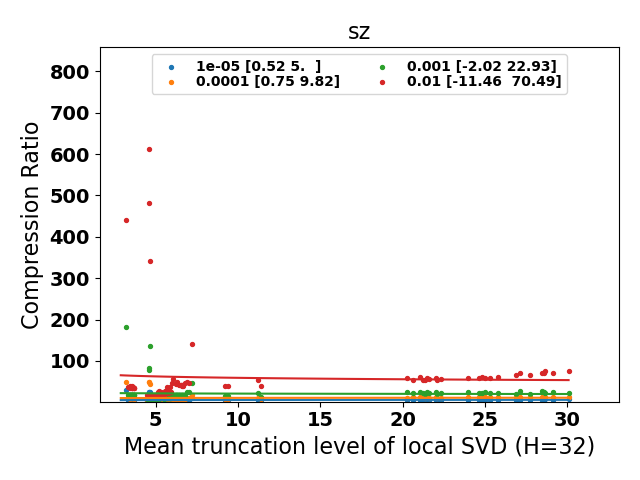 sz
1e-05 [0.52 5.  ]
0.0001 [0.75 9.82]
0.001 [-2.02 22.93]
0.01 [-11.46  70.49]
Compression Ratio
800
700
600
500
400
300
200
100
5 10 15 20 25 30
Mean truncation level of local SVD (H=32)